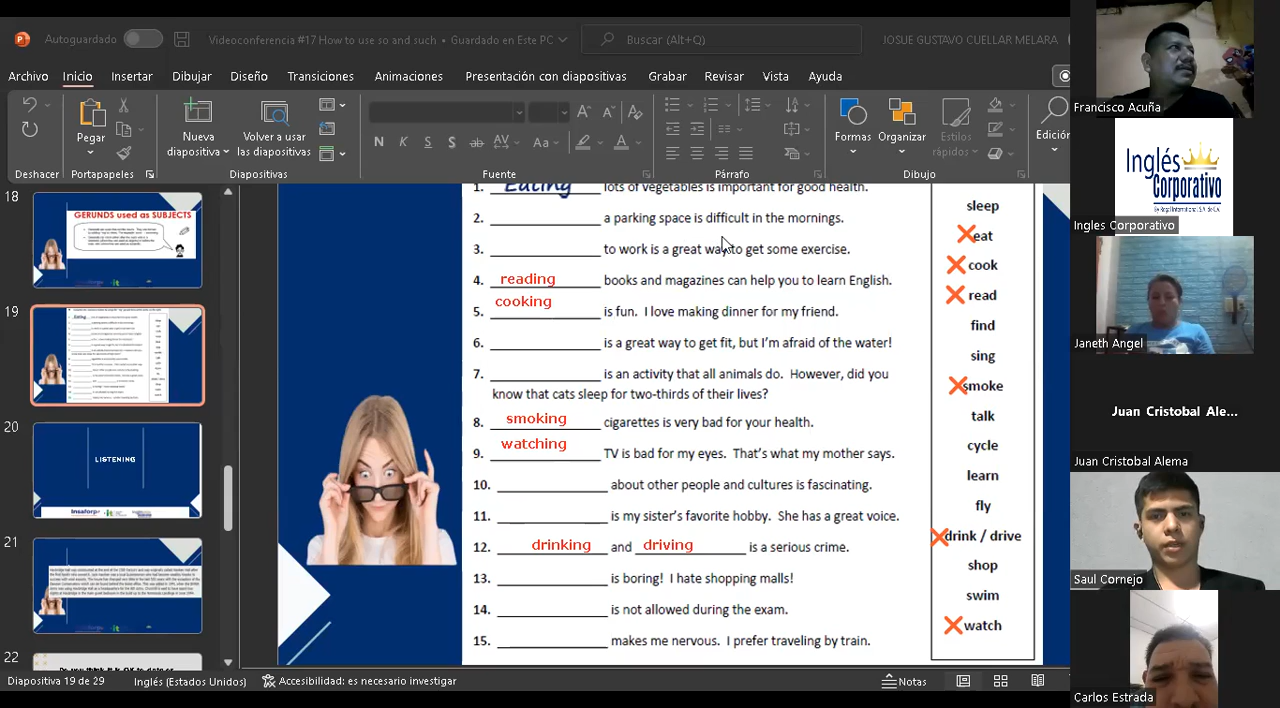 Autoguardado
Videoconferencia #17 How to use so and such • Guardado en Este PC
Buscar (Alt+Q)
JOSUE GUSTAVO CUELLAR MELARA
Archivo Inicio Insertar Dibujar Diseño Transiciones Animaciones Presentación con diapositivas Grabar Revisar Vista Ayuda
Pegar
Nueva diapositiva
Volver a usar las diapositivas
N K S S ab AV Aa A
Formas
Organizar
Estilos rápidos
Edición
Deshacer Portapapeles Diapositivas Fuente Párrafo Dibujo
18
GERUNDS used as SUBJECTS
19
20
LISTENING
21
22
1. Eating lots of vegetables is important for good health.
2. ____________ a parking space is difficult in the mornings.
3. ____________ to work is a great way to get some exercise.
4. reading books and magazines can help you to learn English.
5. cooking is fun. I love making dinner for my friend.
6. ____________ is a great way to get fit, but I'm afraid of the water!
7. ____________ is an activity that all animals do. However, did you
know that cats sleep for two-thirds of their lives?
8. smoking cigarettes is very bad for your health.
9. watching TV is bad for my eyes. That's what my mother says.
10. ____________ about other people and cultures is fascinating.
11. ____________ is my sister's favorite hobby. She has a great voice.
12. drinking and driving is a serious crime.
13. ____________ is boring! I hate shopping malls!
14. ____________ is not allowed during the exam.
15. ____________ makes me nervous. I prefer traveling by train.
sleep
eat
cook
read
find
sing
smoke
talk
cycle
learn
fly
drink / drive
shop
swim
watch
Diapositiva 19 de 29
Inglés (Estados Unidos)
Accesibilidad: es necesario investigar
Notas
Francisco Acuña
Inglés
Corporativo
Ingles Corporativo
Janeth Angel
Juan Cristobal Ale...
Juan Cristobal Alema
Saul Cornejo
Carlos Estrada